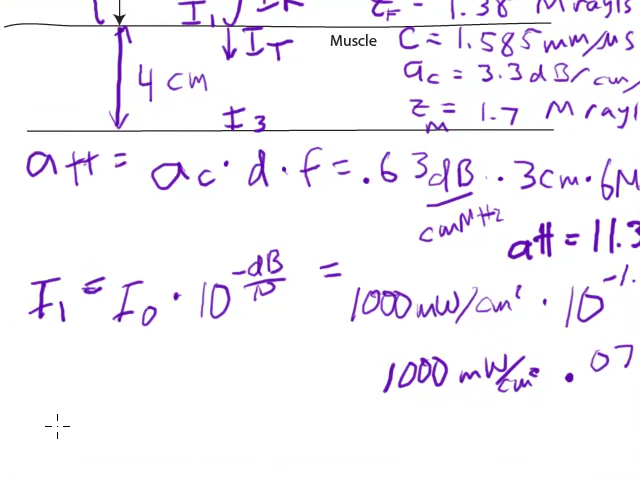 I1 IR ZF = 1.38 Mrayls
IT Muscle C = 1.585 mm/μs
4 cm ac = 3.3 dB/cm/
I3 ZM = 1.7 Mrayl
att = ac · d · f = .63 dB/cmMHz · 3cm · 6M
att = 11.3
I1 = I0 · 10^(-dB/10) = 1000 mW/cm² · 10^-1.
1000 mW/cm² · 07